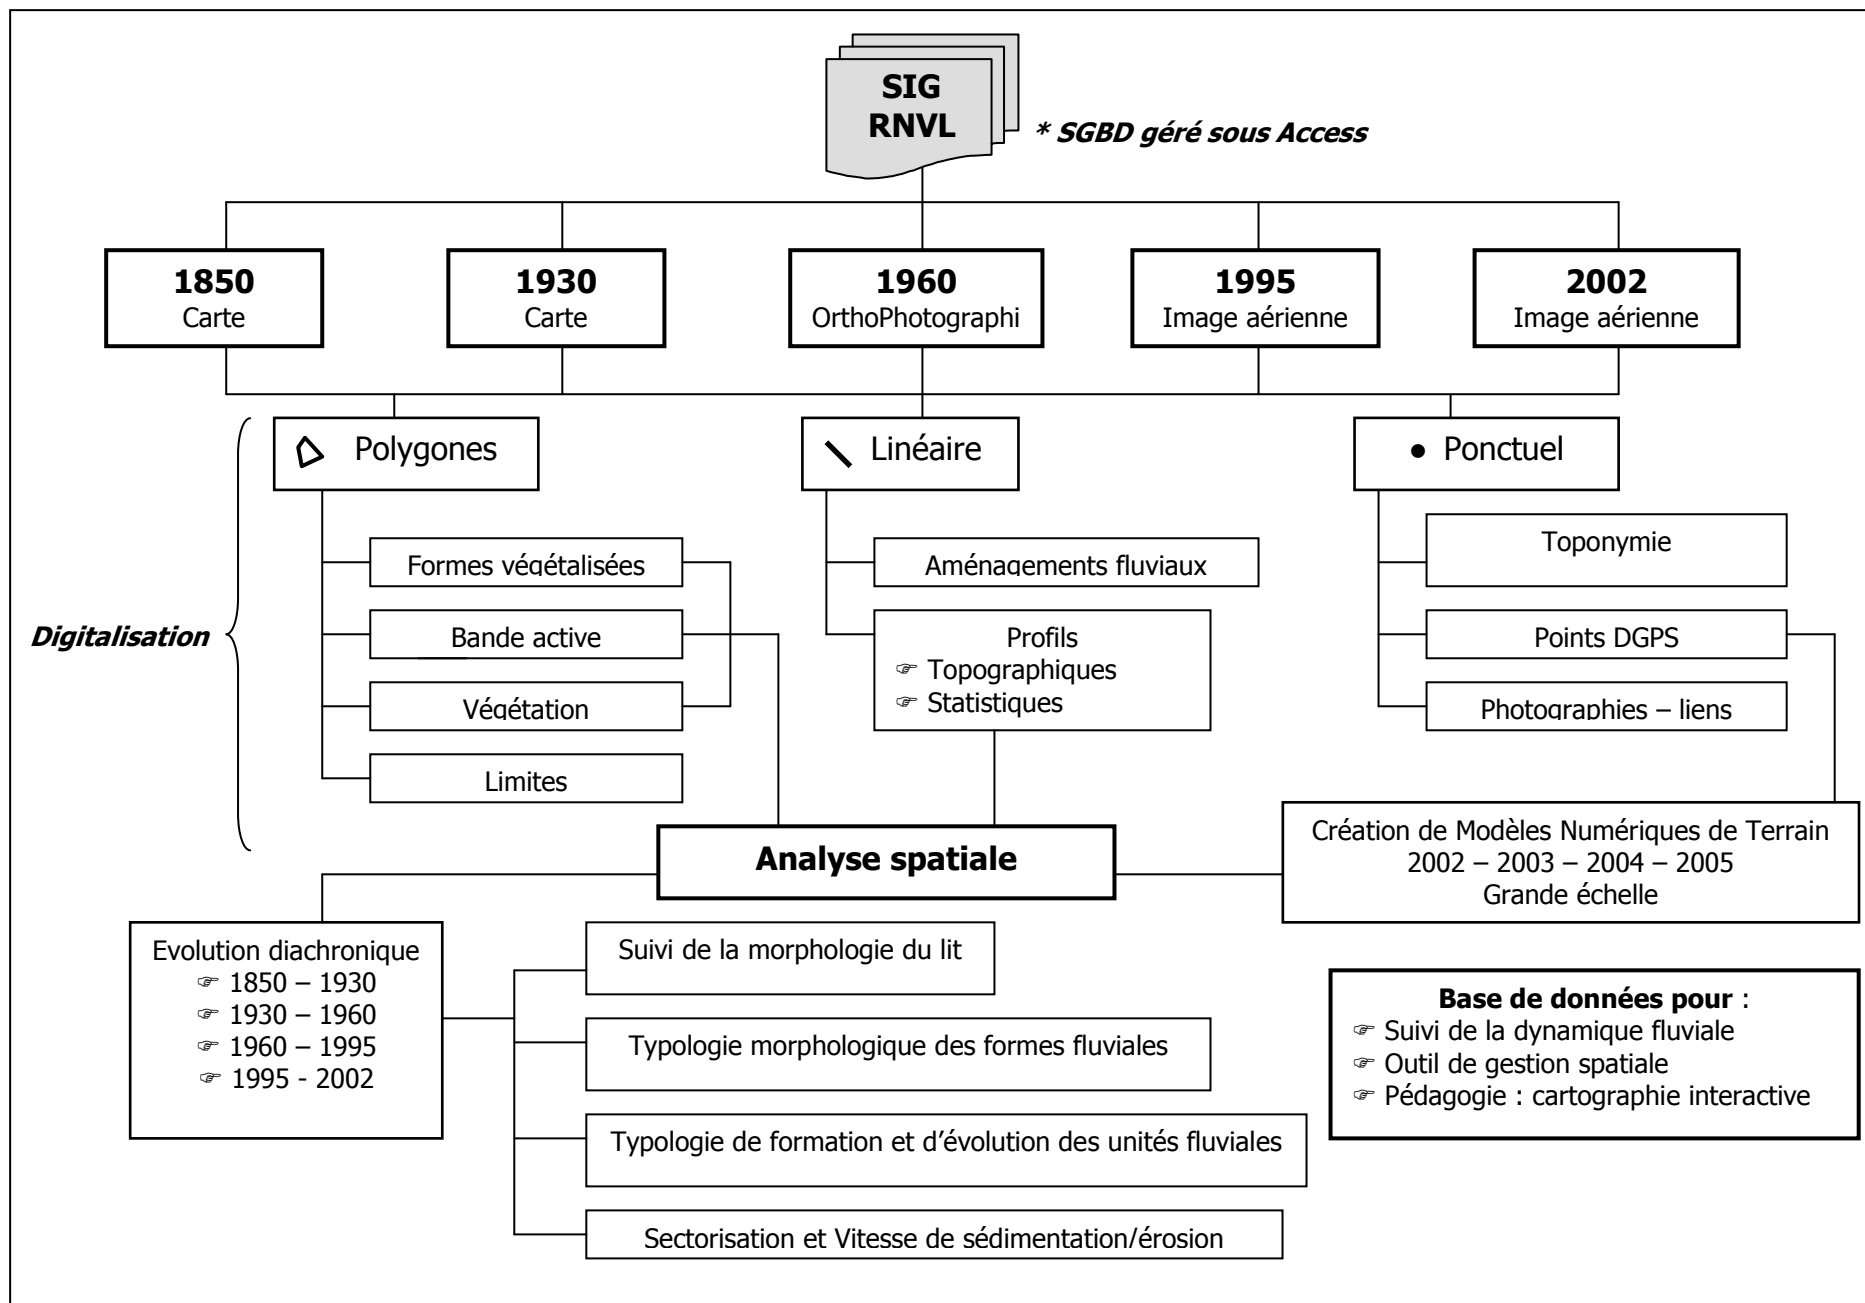 SIG
RNVL
* SGBD géré sous Access
1850
Carte
1930
Carte
1960
OrthoPhotographi
1995
Image aérienne
2002
Image aérienne
Polygones
Linéaire
Ponctuel
Digitalisation
Formes végétalisées
Bande active
Végétation
Limites
Aménagements fluviaux
Profils
☞ Topographiques
☞ Statistiques
Toponymie
Points DGPS
Photographies – liens
Analyse spatiale
Création de Modèles Numériques de Terrain
2002 – 2003 – 2004 – 2005
Grande échelle
Evolution diachronique
☞ 1850 – 1930
☞ 1930 – 1960
☞ 1960 – 1995
☞ 1995 - 2002
Suivi de la morphologie du lit
Typologie morphologique des formes fluviales
Typologie de formation et d’évolution des unités fluviales
Sectorisation et Vitesse de sédimentation/érosion
Base de données pour :
☞ Suivi de la dynamique fluviale
☞ Outil de gestion spatiale
☞ Pédagogie : cartographie interactive